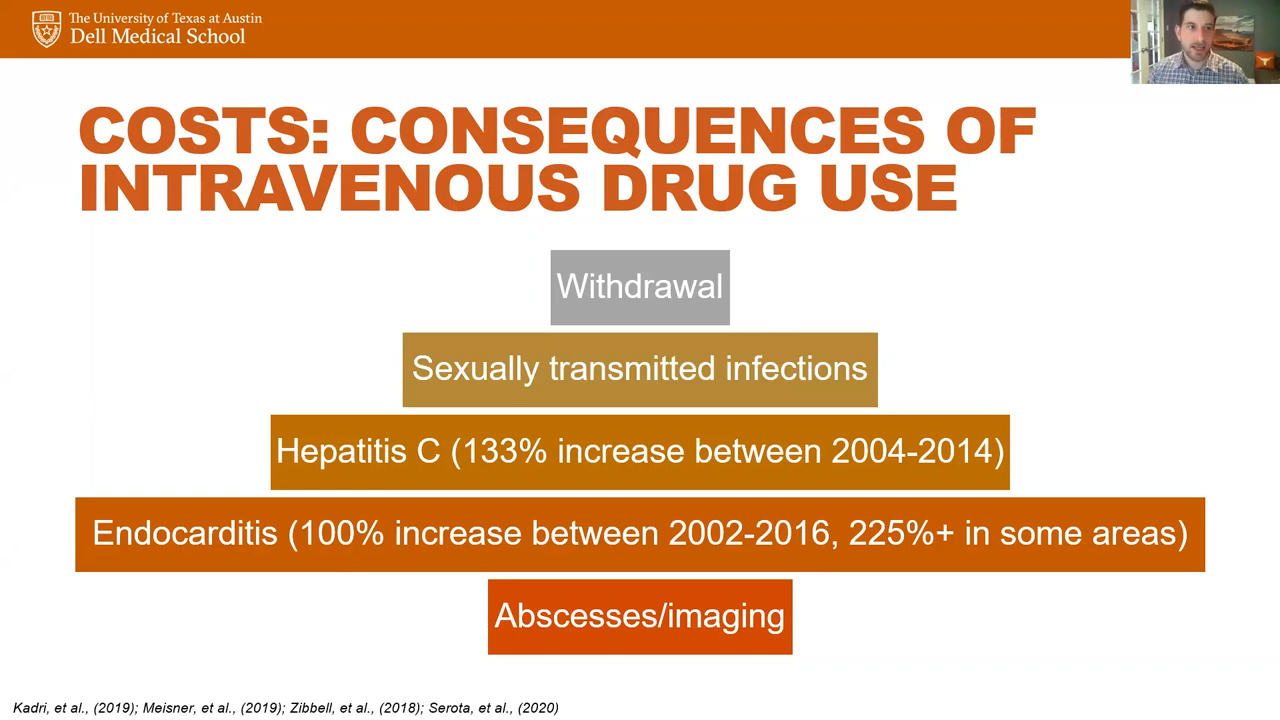 The University of Texas at Austin
Dell Medical School
COSTS: CONSEQUENCES OF
INTRAVENOUS DRUG USE
Withdrawal
Sexually transmitted infections
Hepatitis C (133% increase between 2004-2014)
Endocarditis (100% increase between 2002-2016, 225%+ in some areas)
Abscesses/imaging
Kadri, et al., (2019); Meisner, et al., (2019); Zibbell, et al., (2018); Serota, et al., (2020)